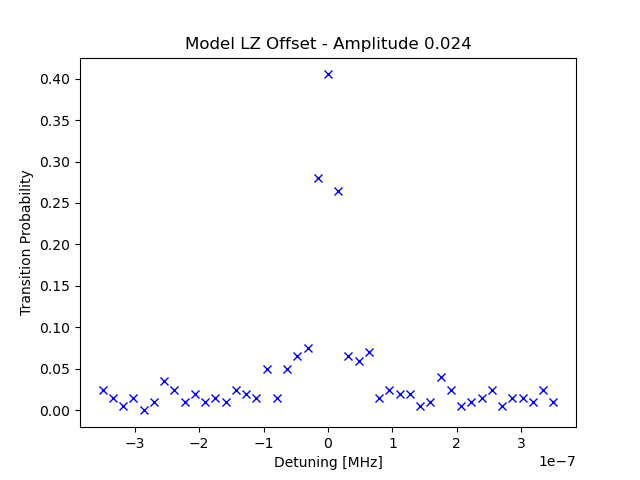 Model LZ Offset - Amplitude 0.024
0.40
0.35
0.30
0.25
0.20
0.15
0.10
0.05
0.00
Transition Probability
−3 −2 −1 0 1 2 3
1e−7
Detuning [MHz]